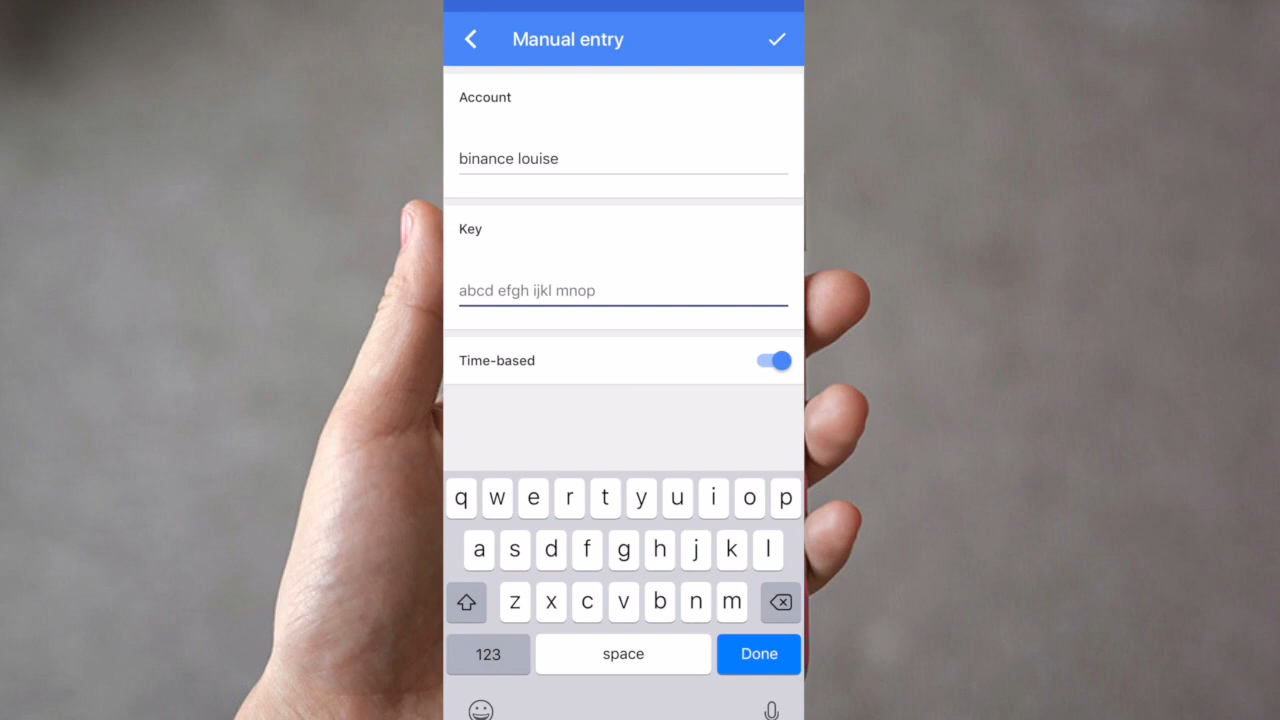 Manual entry
Account
binance louise
Key
abcd efgh ijkl mnop
Time-based
q w e r t y u i o p
a s d f g h j k l
z x c v b n m
123 space Done